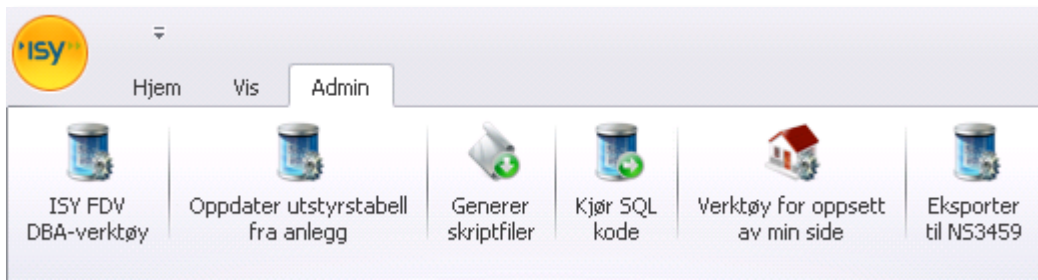 ISY
Hjem Vis Admin
ISY FDV
DBA-verktøy
Oppdater utstyrstabell
fra anlegg
Generer
skriptfiler
Kjør SQL
kode
Verktøy for oppsett
av min side
Eksporter
til NS3459